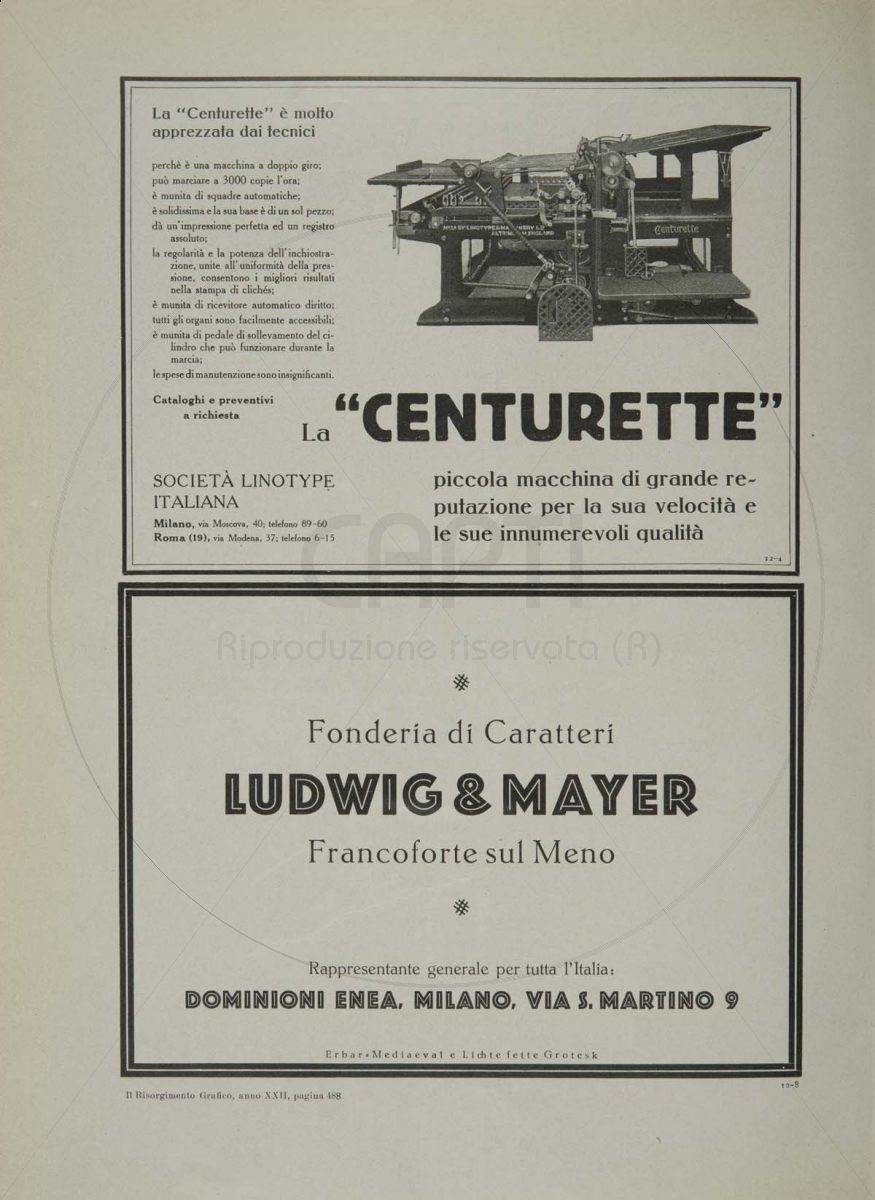 La "Centurette" è molto
apprezzata dai tecnici
perchè è una macchina a doppio giro;
può marciare a 3000 copie l'ora;
è munita di squadre automatiche;
è solidissima e la sua base è di un sol pezzo;
dà un'impressione perfetta ed un registro
assoluto;
la regolarità e la potenza dell'inchiostra-
zione, unite all'uniformità della pres-
sione, consentono i migliori risultati
nella stampa di clichés;
è munita di ricevitore automatico diritto;
tutti gli organi sono facilmente accessibili;
è munita di pedale di sollevamento del ci-
lindro che può funzionare durante la
marcia;
le spese di manutenzione sono insignificanti.
Cataloghi e preventivi
a richiesta
Centurette
La "CENTURETTE"
SOCIETÀ LINOTYPE
ITALIANA
Milano, via Moscova, 40; telefono 89-60
Roma (19), via Modena, 37; telefono 6-15
piccola macchina di grande re-
putazione per la sua velocità e
le sue innumerevoli qualità
12-4
CAPTI
Riproduzione riservata (R)
Fonderia di Caratteri
LUDWIG & MAYER
Francoforte sul Meno
Rappresentante generale per tutta l'Italia:
DOMINIONI ENEA, MILANO, VIA S. MARTINO 9
Erbar-Mediaeval e Lichte fette Grotesk
12-8
Il Risorgimento Grafico, anno XXII, pagina 488